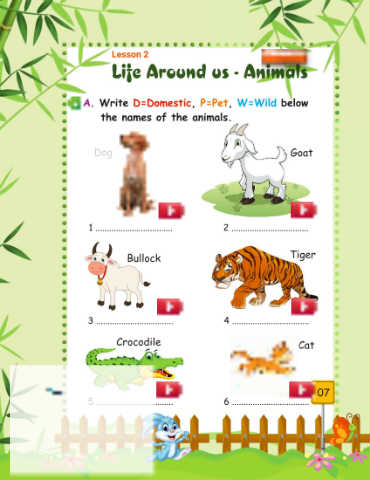 Lesson 2
Life Around us - Animals
A. Write D=Domestic, P=Pet, W=Wild below
the names of the animals.
Dog
Goat
1 ..............................
2 ..............................
Bullock
Tiger
3 ..............................
4 ..............................
Crocodile
Cat
5 ..............................
6 ..............................
07